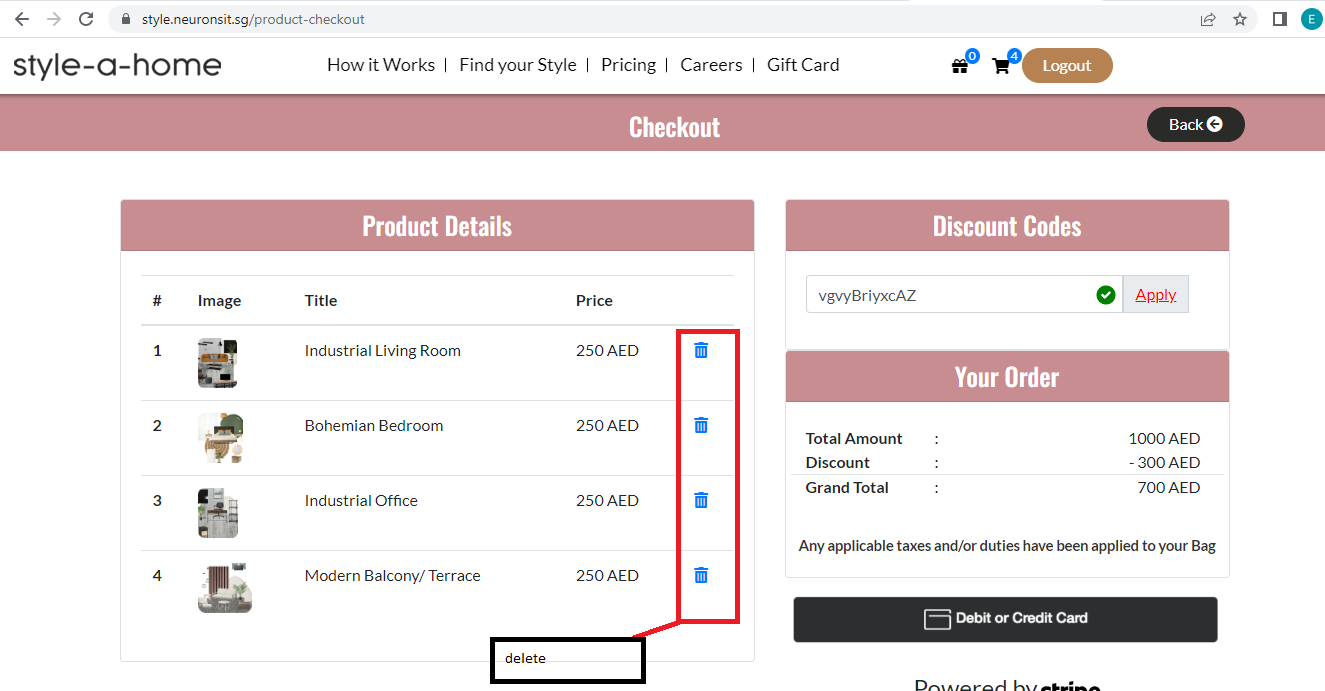 style.neuronsit.sg/product-checkout
E
style-a-home
How it Works | Find your Style | Pricing | Careers | Gift Card
0
4
Logout
Checkout
Back
Product Details
# Image Title Price
1 Industrial Living Room 250 AED
2 Bohemian Bedroom 250 AED
3 Industrial Office 250 AED
4 Modern Balcony/ Terrace 250 AED
delete
Discount Codes
vgvyBriyxcAZ Apply
Your Order
Total Amount : 1000 AED
Discount : - 300 AED
Grand Total : 700 AED
Any applicable taxes and/or duties have been applied to your Bag
Debit or Credit Card
Powered by stripe